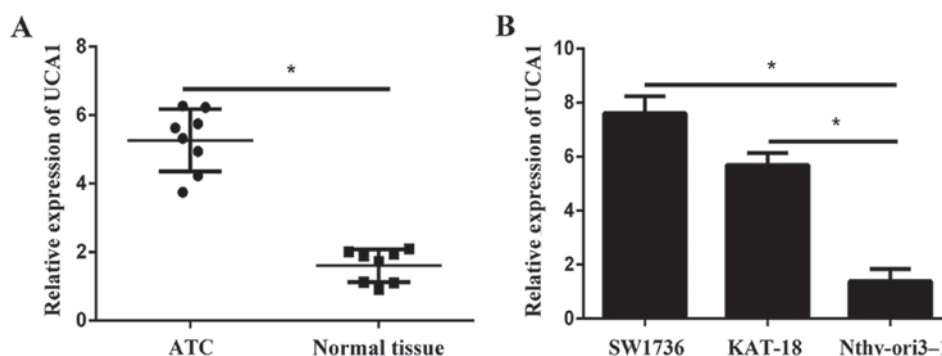 A
Relative expression of UCA1
8
6
4
2
0
*
ATC
Normal tissue
B
Relative expression of UCA1
10
8
6
4
2
0
*
*
SW1736
KAT-18